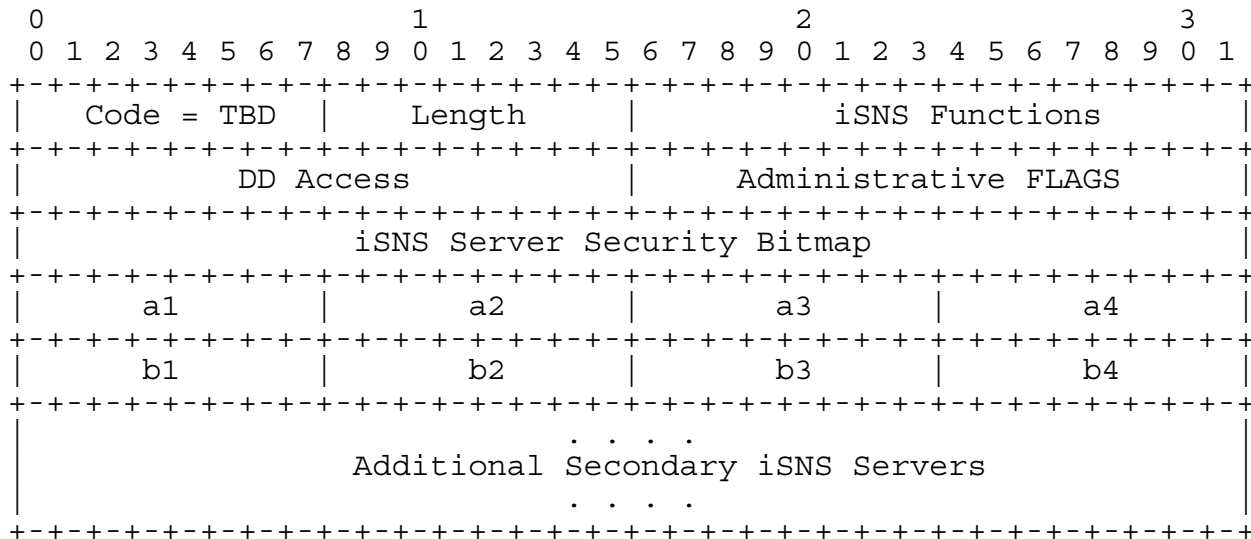 0                   1                   2                   3
 0 1 2 3 4 5 6 7 8 9 0 1 2 3 4 5 6 7 8 9 0 1 2 3 4 5 6 7 8 9 0 1
+-+-+-+-+-+-+-+-+-+-+-+-+-+-+-+-+-+-+-+-+-+-+-+-+-+-+-+-+-+-+-+-+
|   Code = TBD  |    Length     |          iSNS Functions       |
+-+-+-+-+-+-+-+-+-+-+-+-+-+-+-+-+-+-+-+-+-+-+-+-+-+-+-+-+-+-+-+-+
|           DD Access           |     Administrative FLAGS      |
+-+-+-+-+-+-+-+-+-+-+-+-+-+-+-+-+-+-+-+-+-+-+-+-+-+-+-+-+-+-+-+-+
|                 iSNS Server Security Bitmap                   |
+-+-+-+-+-+-+-+-+-+-+-+-+-+-+-+-+-+-+-+-+-+-+-+-+-+-+-+-+-+-+-+-+
|      a1       |       a2      |       a3      |       a4      |
+-+-+-+-+-+-+-+-+-+-+-+-+-+-+-+-+-+-+-+-+-+-+-+-+-+-+-+-+-+-+-+-+
|      b1       |       b2      |       b3      |       b4      |
+-+-+-+-+-+-+-+-+-+-+-+-+-+-+-+-+-+-+-+-+-+-+-+-+-+-+-+-+-+-+-+-+
|                            . . . .                            |
|                 Additional Secondary iSNS Servers             |
|                            . . . .                            |
+-+-+-+-+-+-+-+-+-+-+-+-+-+-+-+-+-+-+-+-+-+-+-+-+-+-+-+-+-+-+-+-+